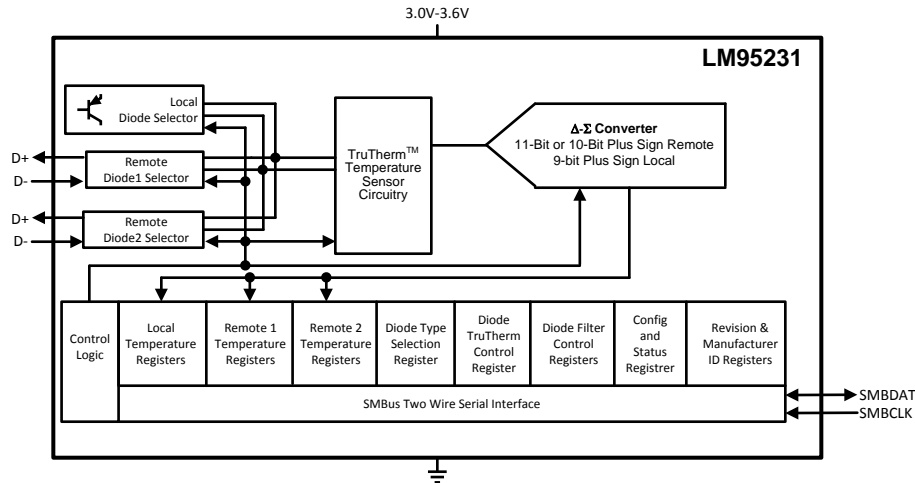 3.0V-3.6V
LM95231
Local
Diode Selector
D+
D-
Remote
Diode1 Selector
D+
D-
Remote
Diode2 Selector
TruTherm™
Temperature
Sensor
Circuitry
Δ-Σ Converter
11-Bit or 10-Bit Plus Sign Remote
9-bit Plus Sign Local
Control
Logic
Local
Temperature
Registers
Remote 1
Temperature
Registers
Remote 2
Temperature
Registers
Diode Type
Selection
Register
Diode
TruTherm
Control
Register
Diode Filter
Control
Registers
Config
and
Status
Registrer
Revision &
Manufacturer
ID Registers
SMBus Two Wire Serial Interface
SMBDAT
SMBCLK